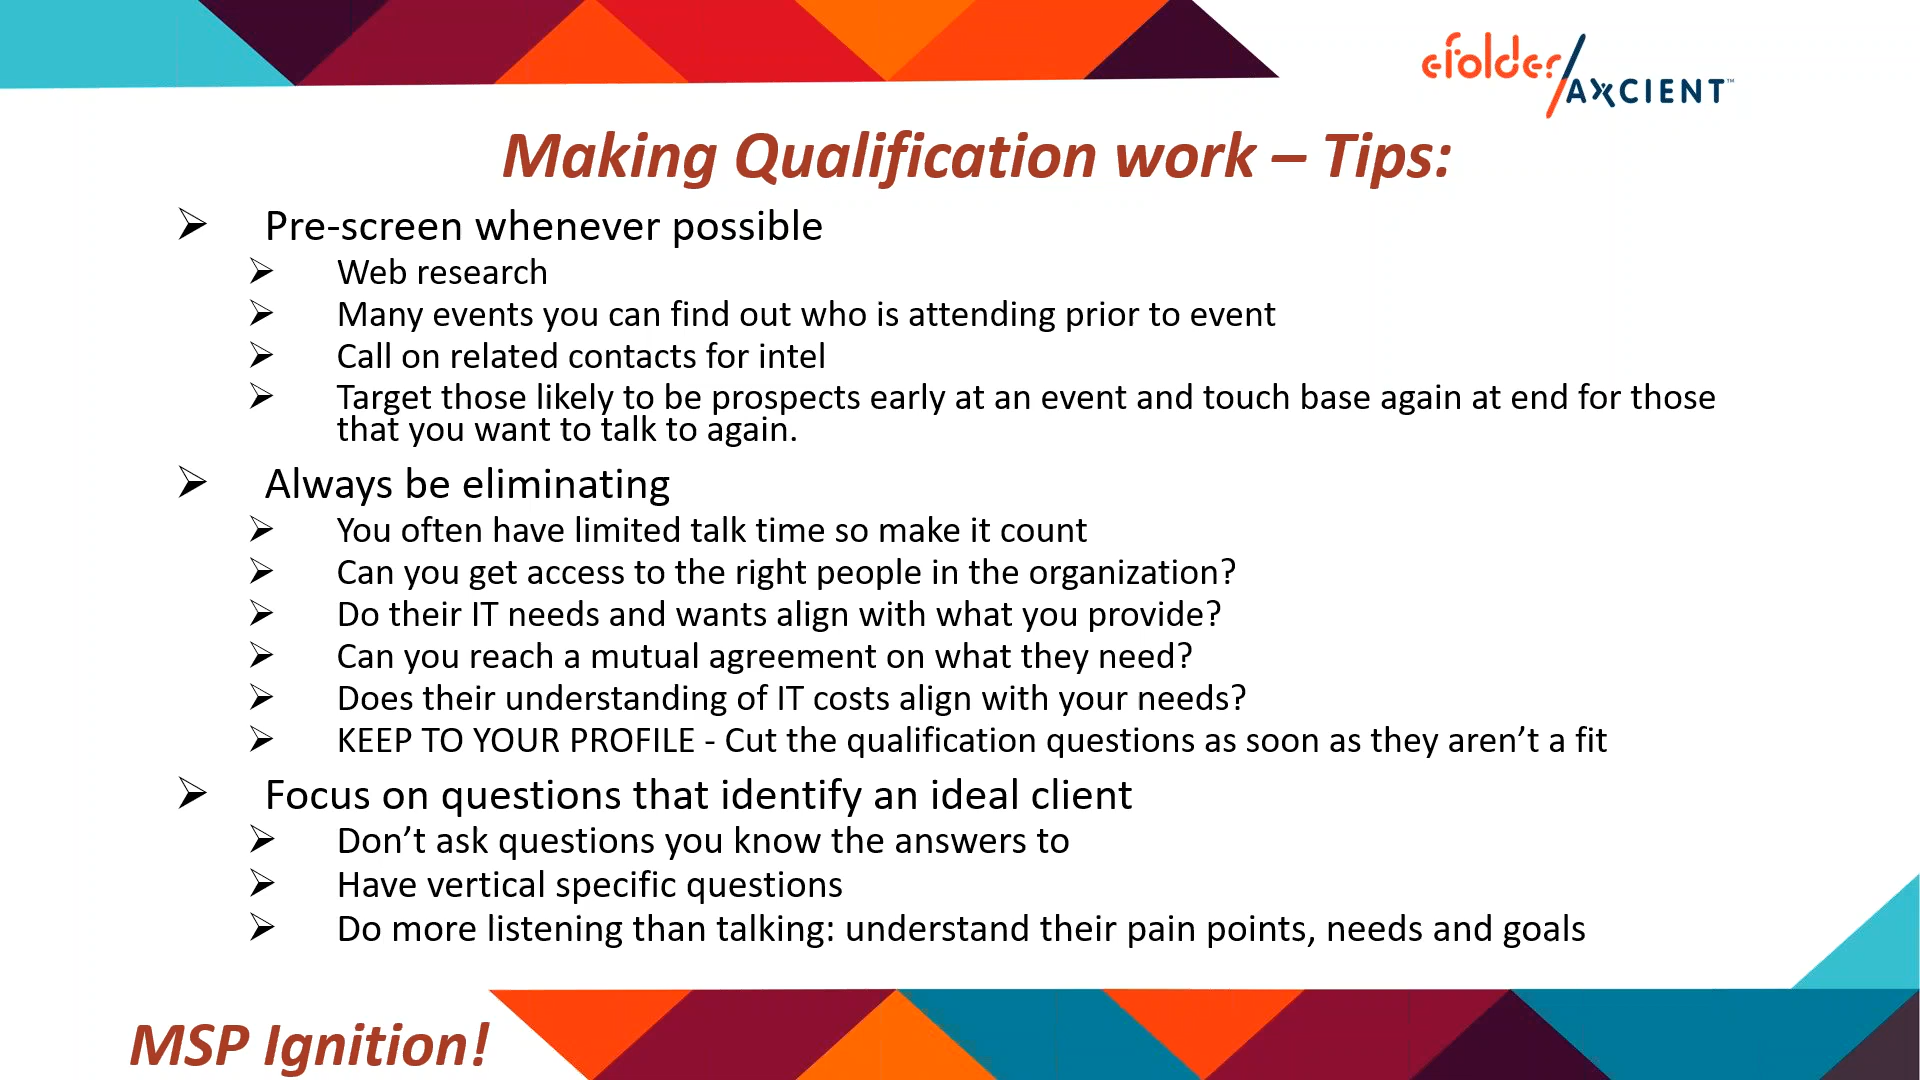 efolder/AXCIENT™
Making Qualification work – Tips:
➢ Pre-screen whenever possible
➢ Web research
➢ Many events you can find out who is attending prior to event
➢ Call on related contacts for intel
➢ Target those likely to be prospects early at an event and touch base again at end for those
that you want to talk to again.
➢ Always be eliminating
➢ You often have limited talk time so make it count
➢ Can you get access to the right people in the organization?
➢ Do their IT needs and wants align with what you provide?
➢ Can you reach a mutual agreement on what they need?
➢ Does their understanding of IT costs align with your needs?
➢ KEEP TO YOUR PROFILE - Cut the qualification questions as soon as they aren’t a fit
➢ Focus on questions that identify an ideal client
➢ Don’t ask questions you know the answers to
➢ Have vertical specific questions
➢ Do more listening than talking: understand their pain points, needs and goals
MSP Ignition!